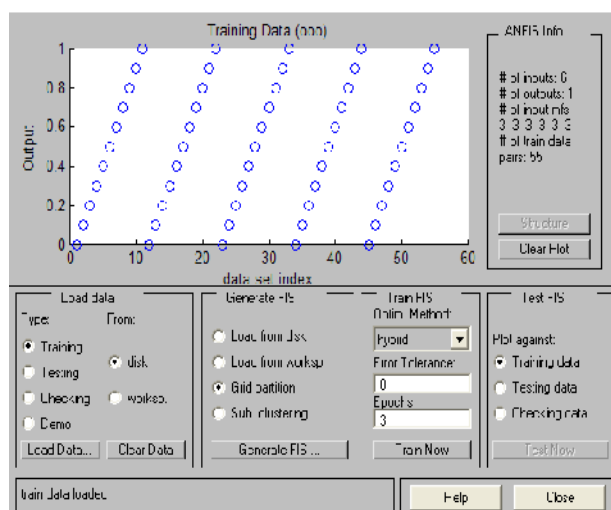 Training Data (ooo)
1
0.8
0.6
0.4
0.2
0
Output
0
10
20
30
40
50
60
data set index
ANFIS Info
# of inputs: 6
# of outputs: 1
# of input mfs
3 3 3 3 3 3
# of train data
pairs: 55
Structure
Clear Plot
Load data
Type:
From:
Training
Testing
Checking
Demo
disk
worksp.
Load Data...
Clear Data
Generate FIS
Load from disk
Load from worksp.
Grid partition
Sub. clustering
Generate FIS ...
Train FIS
Optim. Method:
hybrid
Error Tolerance:
0
Epochs
3
Train Now
Test FIS
Plot against:
Training data
Testing data
Checking data
Test Now
train data loaded
Help
Close